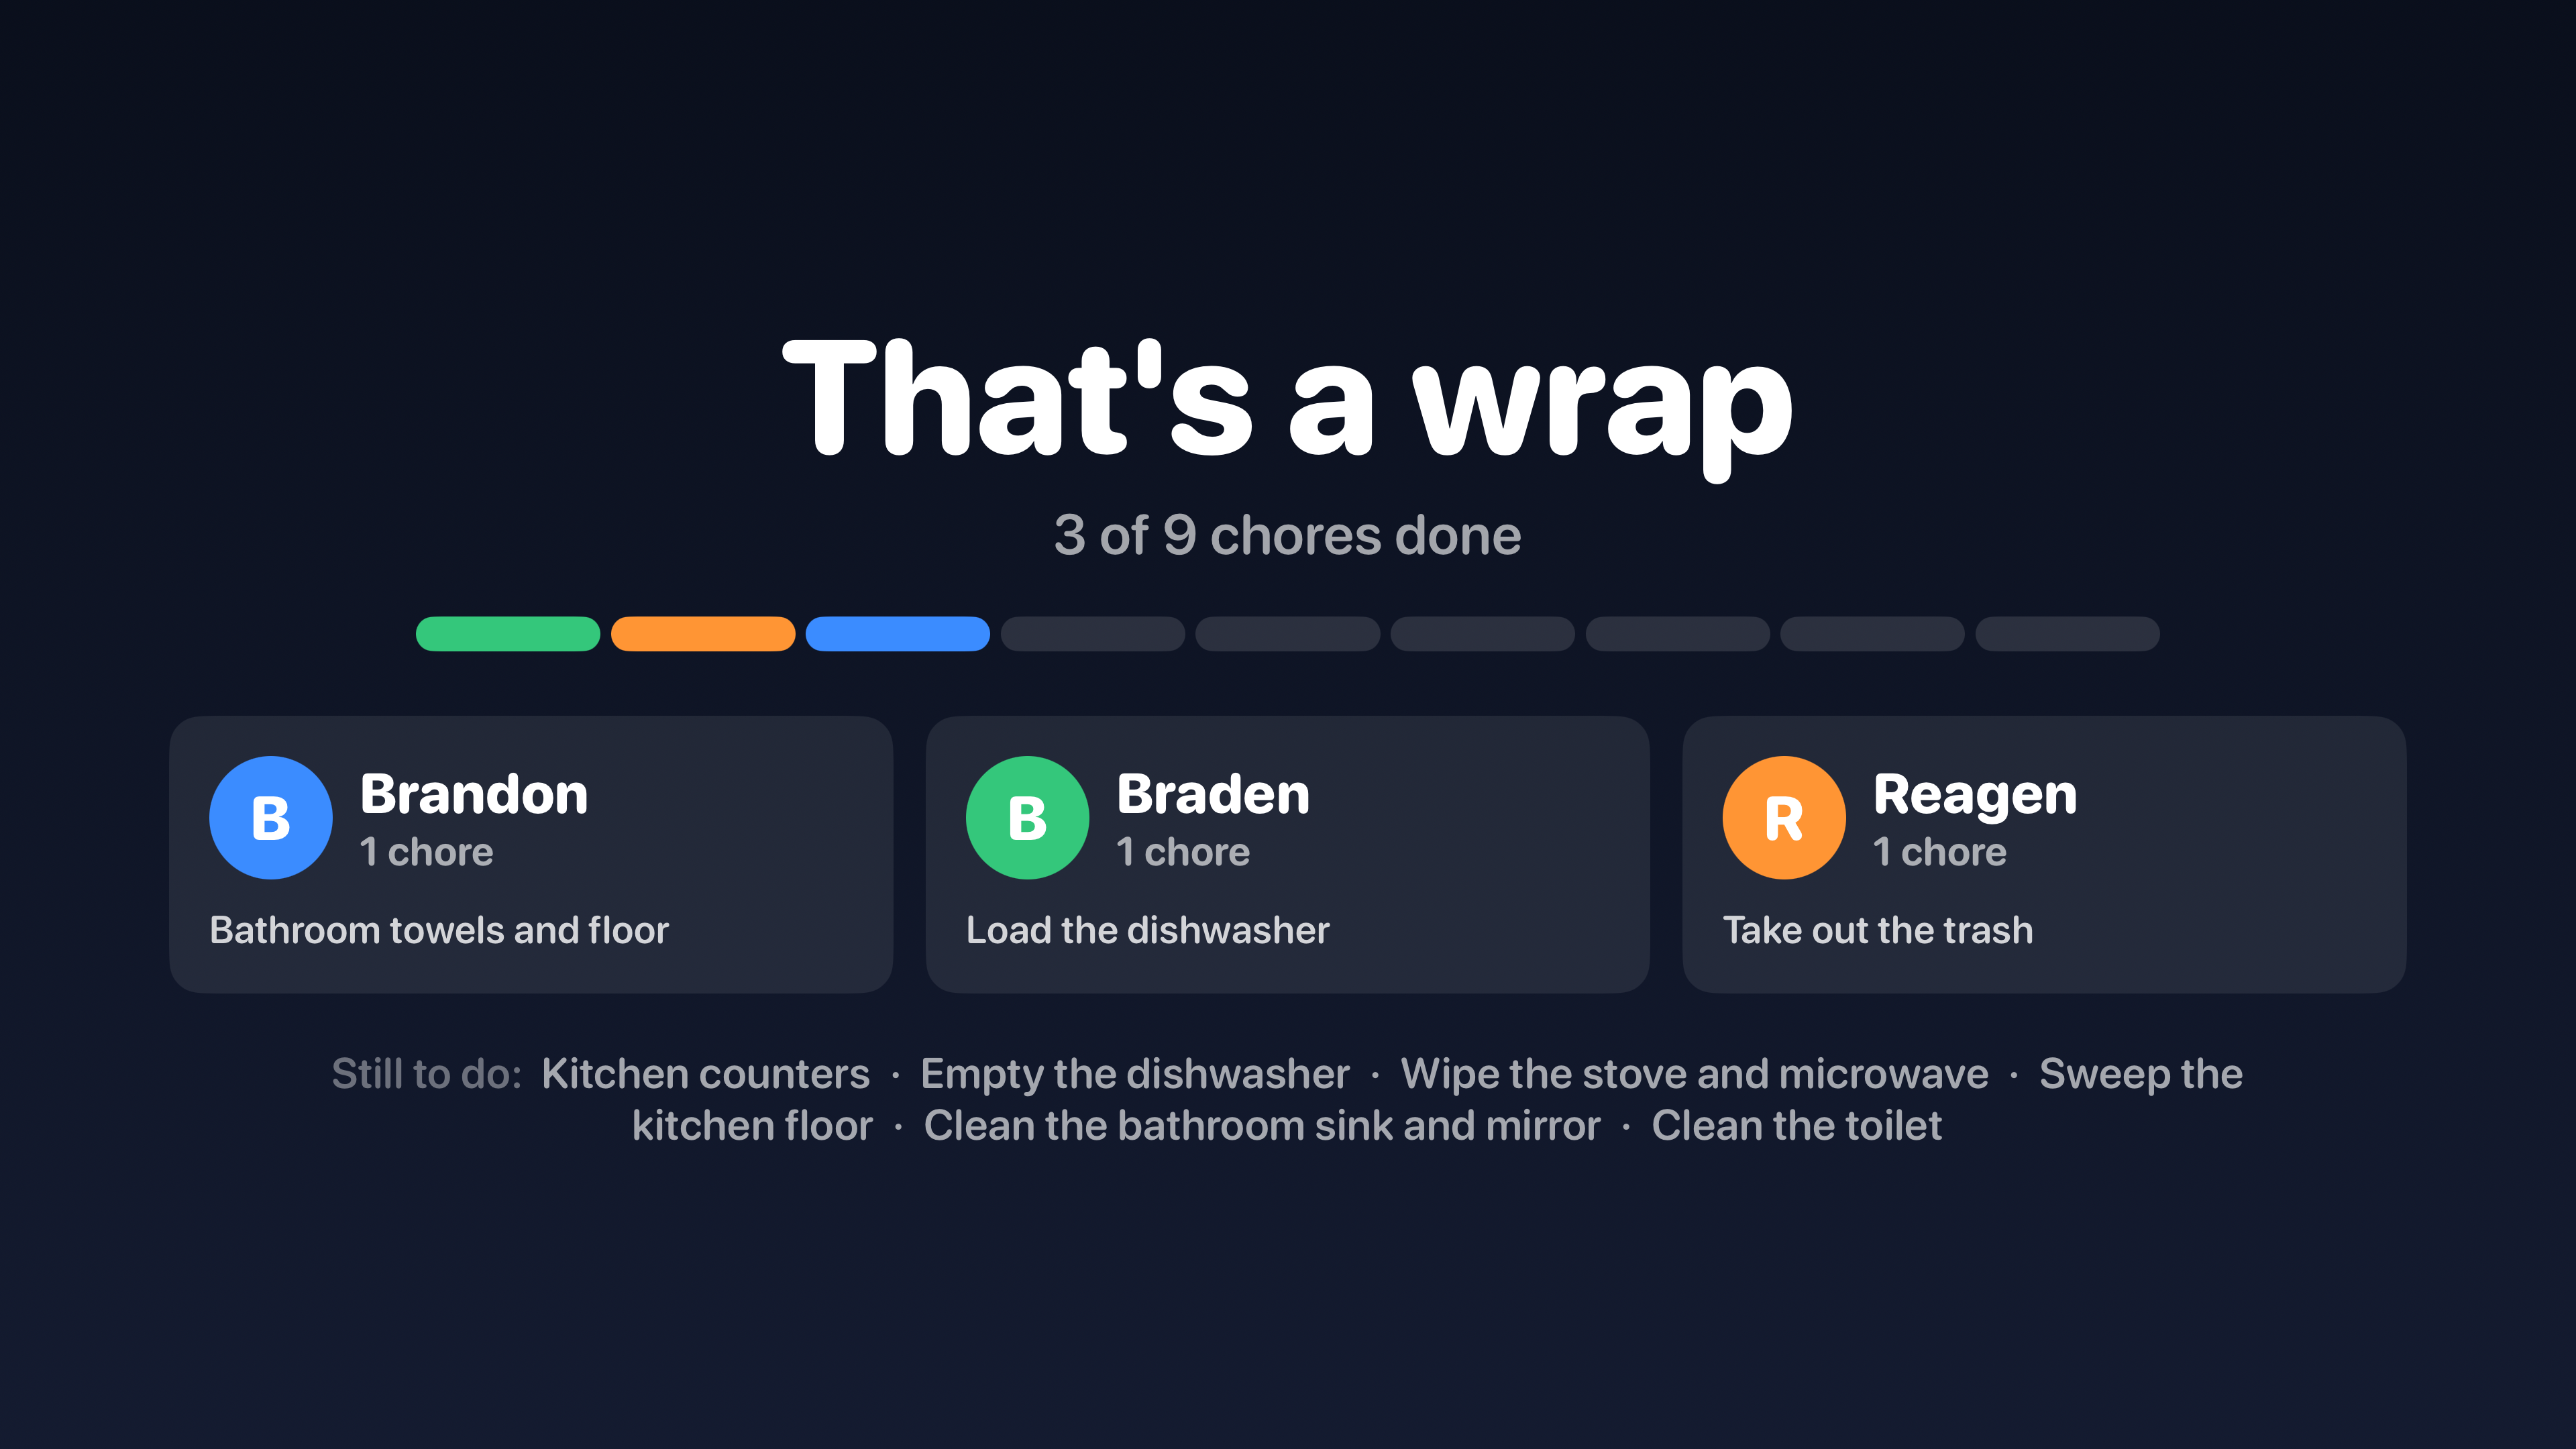 That's a wrap
3 of 9 chores done
B
Brandon
1 chore
Bathroom towels and floor
B
Braden
1 chore
Load the dishwasher
R
Reagen
1 chore
Take out the trash
Still to do: Kitchen counters · Empty the dishwasher · Wipe the stove and microwave · Sweep the
kitchen floor · Clean the bathroom sink and mirror · Clean the toilet